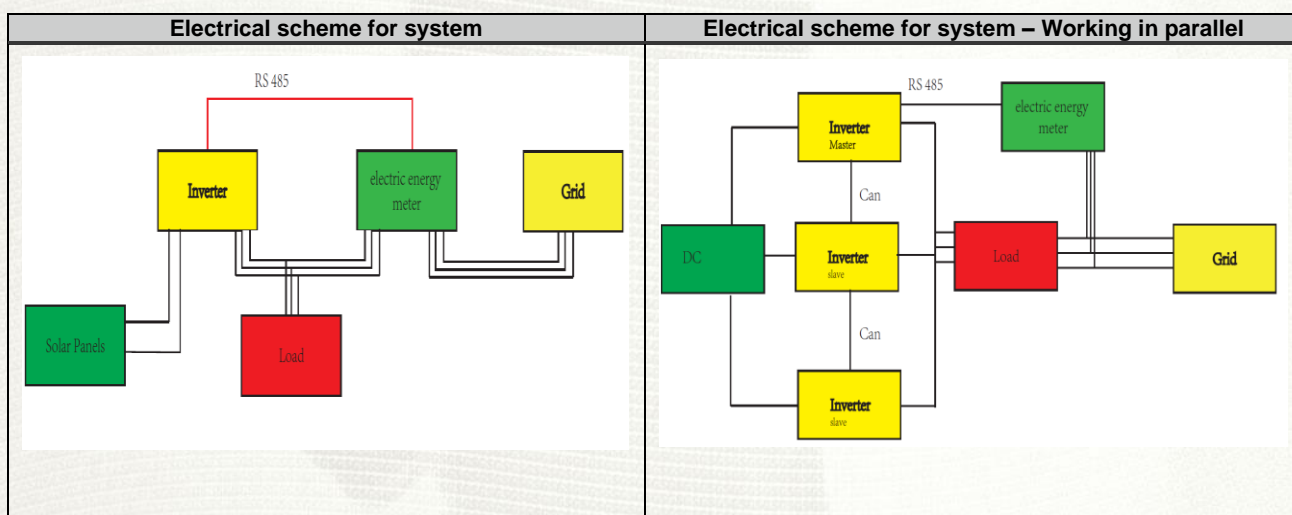 Electrical scheme for system
RS 485
Inverter
electric energy
meter
Grid
Solar Panels
Load
Electrical scheme for system – Working in parallel
Inverter
Master
RS 485
electric energy
meter
Can
DC
Inverter
slave
Load
Grid
Can
Inverter
slave